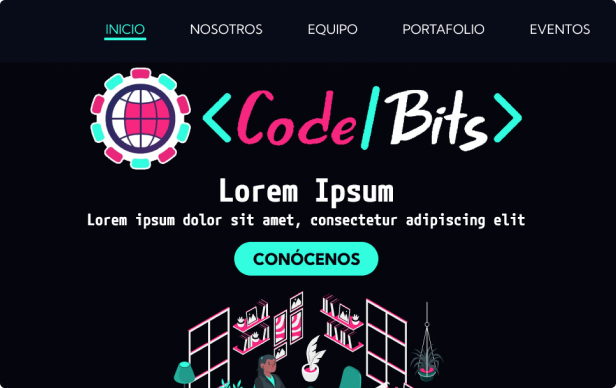 INICIO NOSOTROS EQUIPO PORTAFOLIO EVENTOS
<Code/Bits>
Lorem Ipsum
Lorem ipsum dolor sit amet, consectetur adipiscing elit
CONÓCENOS